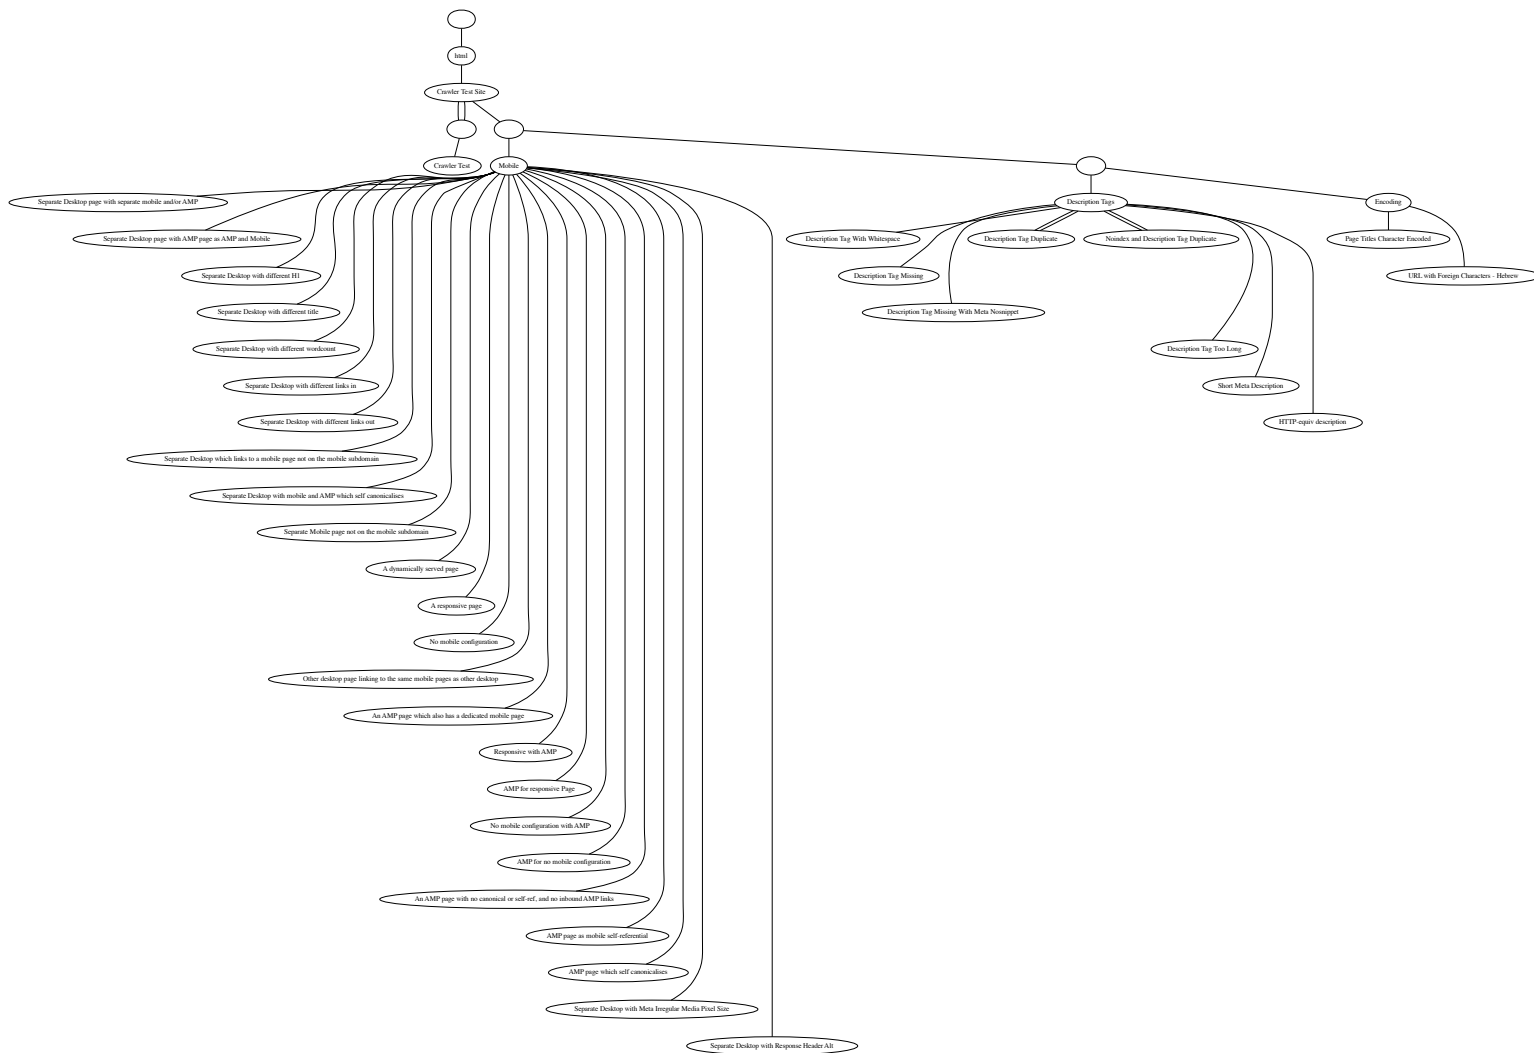 html
Crawler Test Site
Crawler Test
Mobile
Separate Desktop page with separate mobile and/or AMP
Description Tags
Encoding
Separate Desktop page with AMP page as AMP and Mobile
Description Tag With Whitespace
Description Tag Duplicate
Noindex and Description Tag Duplicate
Page Titles Character Encoded
Separate Desktop with different H1
Description Tag Missing
URL with Foreign Characters - Hebrew
Separate Desktop with different title
Description Tag Missing With Meta Nosnippet
Separate Desktop with different wordcount
Description Tag Too Long
Separate Desktop with different links in
Short Meta Description
Separate Desktop with different links out
HTTP-equiv description
Separate Desktop which links to a mobile page not on the mobile subdomain
Separate Desktop with mobile and AMP which self canonicalises
Separate Mobile page not on the mobile subdomain
A dynamically served page
A responsive page
No mobile configuration
Other desktop page linking to the same mobile pages as other desktop
An AMP page which also has a dedicated mobile page
Responsive with AMP
AMP for responsive Page
No mobile configuration with AMP
AMP for no mobile configuration
An AMP page with no canonical or self-ref, and no inbound AMP links
AMP page as mobile self-referential
AMP page which self canonicalises
Separate Desktop with Meta Irregular Media Pixel Size
Separate Desktop with Response Header Alt